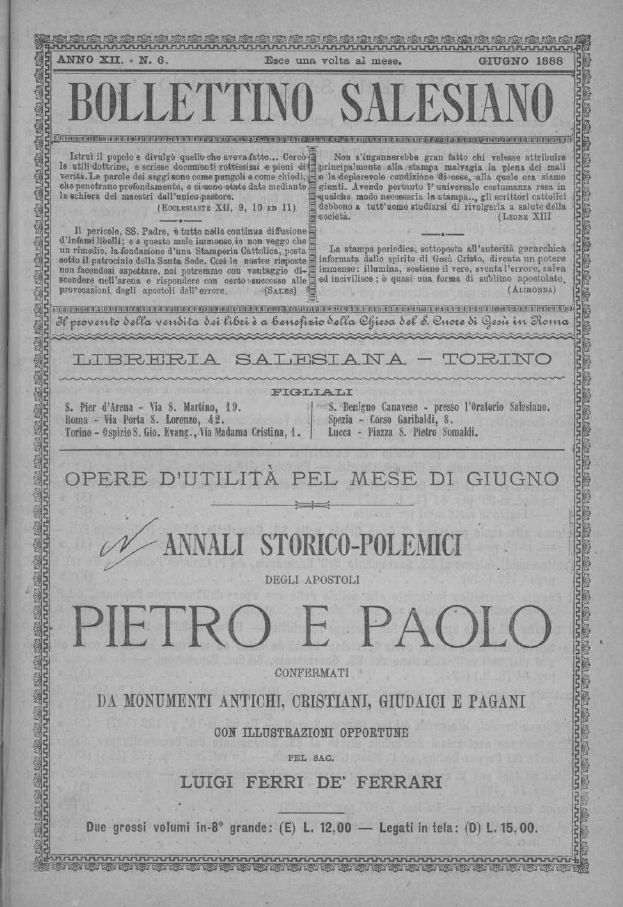 ANNO XII. - N. 6. Esce una volta al mese. GIUGNO 1888
BOLLETTINO SALESIANO
Istruì il popolo e divulgò quello che aveva fatto... Cercò
le utili dottrine, e scrisse documenti rettissimi e pieni di
verità. Le parole dei saggi sono come pungoli e come chiodi,
che penetrano profondamente, e ci sono state date mediante
la schiera dei maestri dall'unico pastore.
(ECCLESIASTE XII, 9, 10 ED 11)
Il pericolo, SS. Padre, è tutto nella continua diffusione
d'infami libelli; e a questo male immenso io non veggo che
un rimedio, la fondazione d'una Stamperia Cattolica, posta
sotto il patrocinio della Santa Sede. Così le nostre risposte
non facendosi aspettare, noi potremmo con vantaggio di-
scendere nell'arena e rispondere con certo successo alle
provocazioni degli apostoli dell'errore. (SALES)
Non s'ingannerebbe gran fatto chi volesse attribuire
principalmente alla stampa malvagia la piena dei mali
e la deplorevole condizione di cose, alla quale ora siamo
giunti. Avendo pertanto l'universale costumanza resa in
qualche modo necessaria la stampa.., gli scrittori cattolici
debbono a tutt'uomo studiarsi di rivolgerla a salute della
società. (LEONE XIII
La stampa periodica, sottoposta all'autorità gerarchica
informata dallo spirito di Gesù Cristo, diventa un potere
immenso: illumina, sostiene il vero, sventa l'errore, salva
ed incivilisce; è quasi una forma di sublime apostolato.
(ALIMONDA)
Il provento della vendita dei libri è a benefizio della Chiesa del S. Cuore di Gesù in Roma
LIBRERIA SALESIANA — TORINO
FIGLIALI
S. Pier d'Arena - Via S. Martino, 19.
Roma - Via Porta S. Lorenzo, 42.
Torino - Ospizio S. Gio. Evang., Via Madama Cristina, 1.
S. Benigno Canavese - presso l'Oratorio Salesiano.
Spezia - Corso Garibaldi, 8.
Lucca - Piazza S. Pietro Somaldi.
OPERE D'UTILITÀ PEL MESE DI GIUGNO
ANNALI STORICO-POLEMICI
DEGLI APOSTOLI
PIETRO E PAOLO
CONFERMATI
DA MONUMENTI ANTICHI, CRISTIANI, GIUDAICI E PAGANI
CON ILLUSTRAZIONI OPPORTUNE
PEL SAC.
LUIGI FERRI DE' FERRARI
Due grossi volumi in-8° grande: (E) L. 12,00 — Legati in tela: (D) L. 15,00.